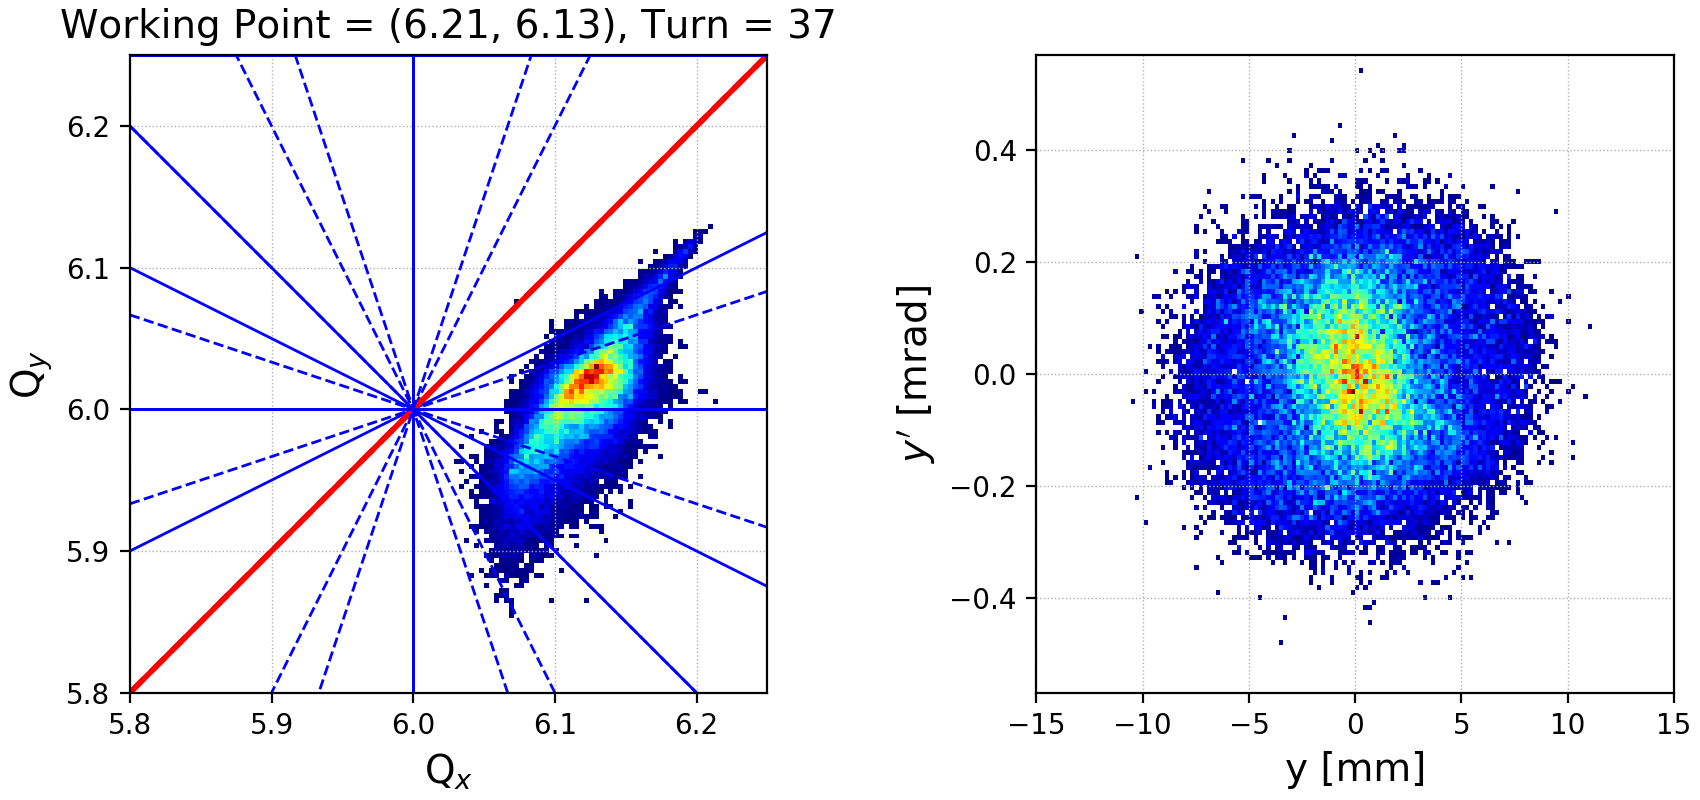 Working Point = (6.21, 6.13), Turn = 37
6.2
6.1
6.0
5.9
5.8
Q_y
5.8 5.9 6.0 6.1 6.2
Q_x
0.4
0.2
0.0
−0.2
−0.4
y′ [mrad]
−15 −10 −5 0 5 10 15
y [mm]